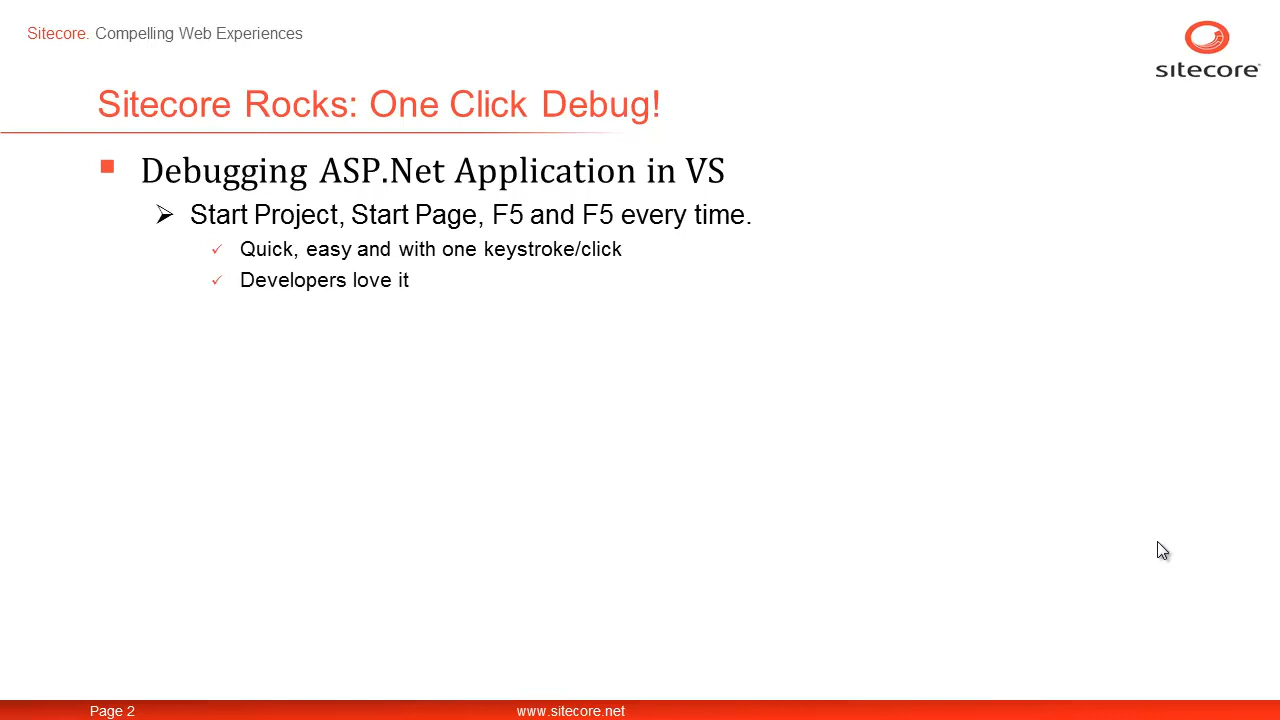 Sitecore. Compelling Web Experiences
sitecore
Sitecore Rocks: One Click Debug!
Debugging ASP.Net Application in VS
Start Project, Start Page, F5 and F5 every time.
Quick, easy and with one keystroke/click
Developers love it
Page 2
www.sitecore.net